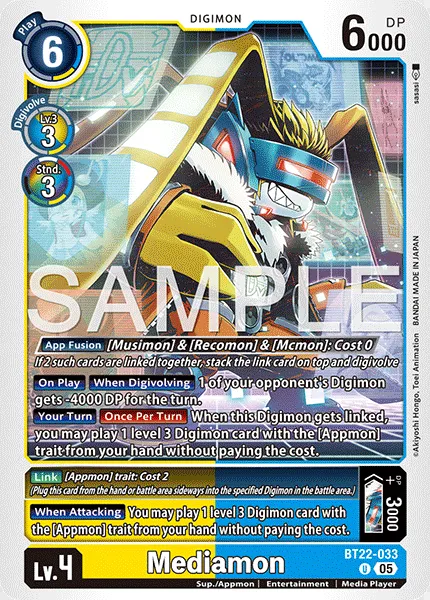 Play
6
DIGIMON
DP
6000
Digivolve
Lv.3
3
Stnd.
3
sasasi
©Akiyoshi Hongo, Toei Animation BANDAI MADE IN JAPAN
SAMPLE
App Fusion [Musimon] & [Recomon] & [Mcmon]: Cost 0
If 2 such cards are linked together, stack the link card on top and digivolve
On Play When Digivolving 1 of your opponent's Digimon
gets -4000 DP for the turn.
Your Turn Once Per Turn When this Digimon gets linked,
you may play 1 level 3 Digimon card with the [Appmon]
trait from your hand without paying the cost.
Link [Appmon] trait: Cost 2
(Plug this card from the hand or battle area sideways into the specified Digimon in the battle area.)
When Attacking You may play 1 level 3 Digimon card with
the [Appmon] trait from your hand without paying the cost.
DP
+3000
Lv.4
Mediamon
BT22-033
U 05
Sup./Appmon | Entertainment | Media Player